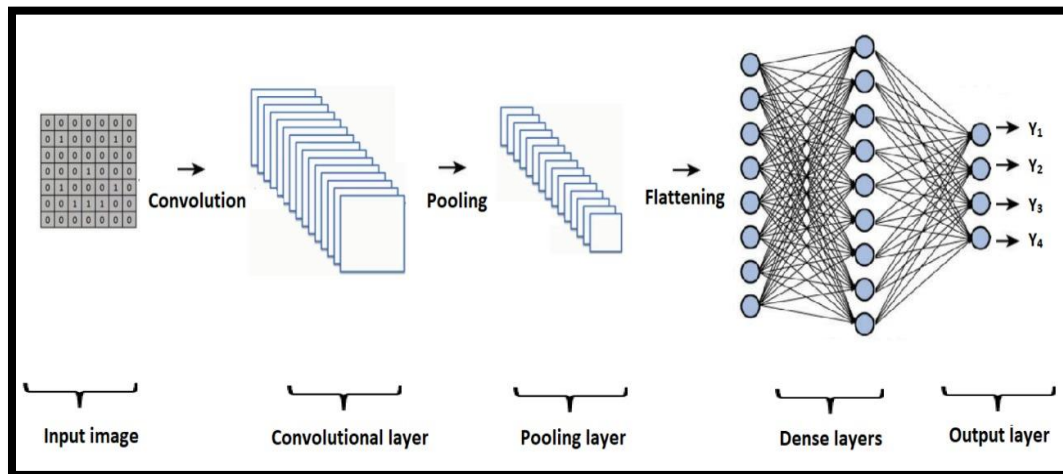 0 0 0 0 0 0 0
0 1 0 0 0 1 0
0 0 0 0 0 0 0
0 0 0 1 0 0 0
0 1 0 0 0 1 0
0 0 1 1 1 0 0
0 0 0 0 0 0 0
Convolution
Pooling
Flattening
Y₁
Y₂
Y₃
Y₄
Input image
Convolutional layer
Pooling layer
Dense layers
Output layer